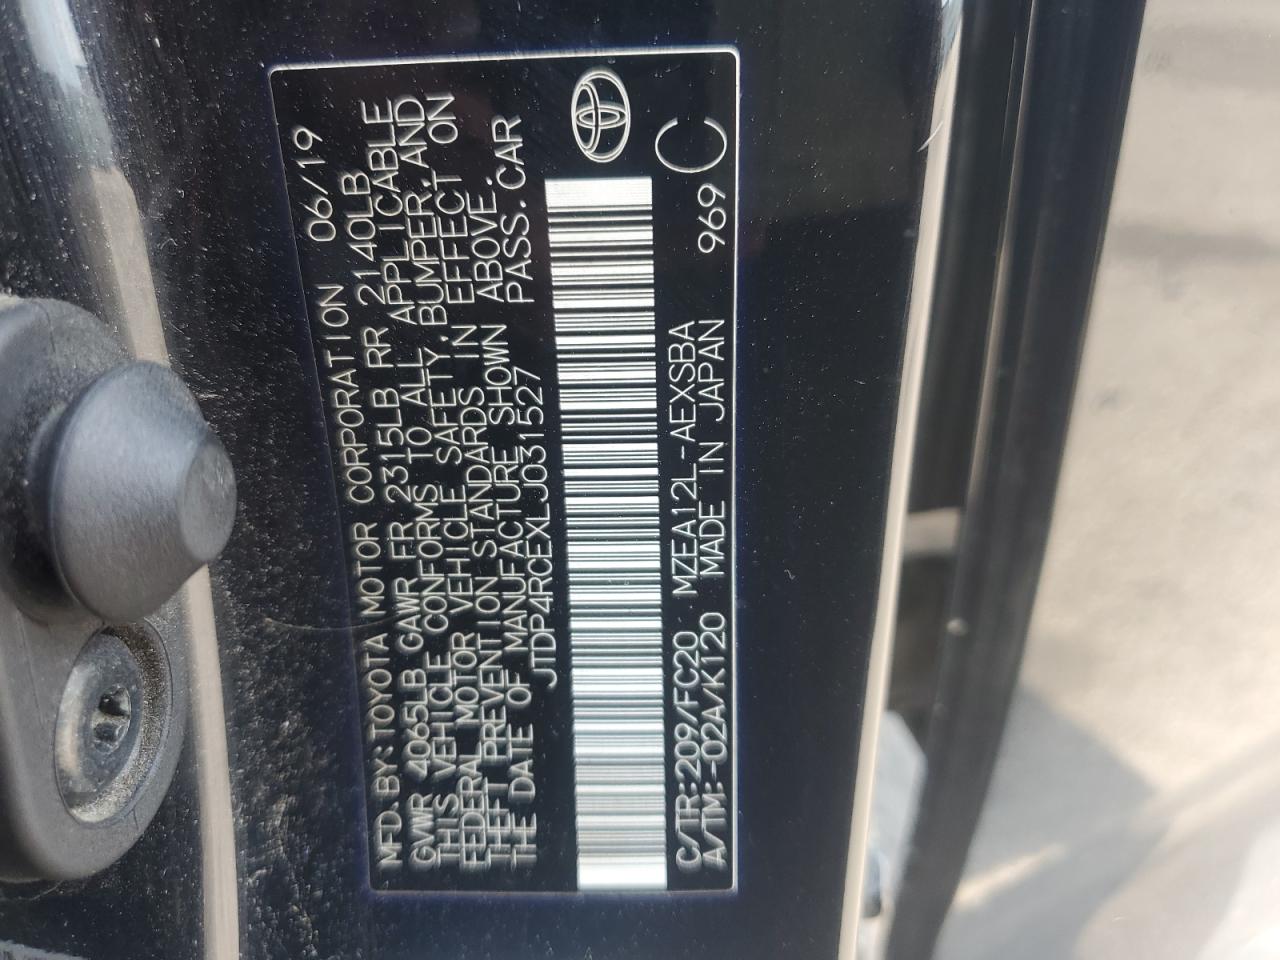 MFD. BY: TOYOTA MOTOR CORPORATION 06/19
GVWR 4065LB GAWR FR 2315LB RR 2140LB
THIS VEHICLE CONFORMS TO ALL APPLICABLE
FEDERAL MOTOR VEHICLE SAFETY, BUMPER, AND
THEFT PREVENTION STANDARDS IN EFFECT ON
THE DATE OF MANUFACTURE SHOWN ABOVE.
JTDP4RCEXLJ031527 PASS. CAR
C/TR:209/FC20 MZEA12L-AEXSBA 969 C
A/TM:-02A/K120 MADE IN JAPAN